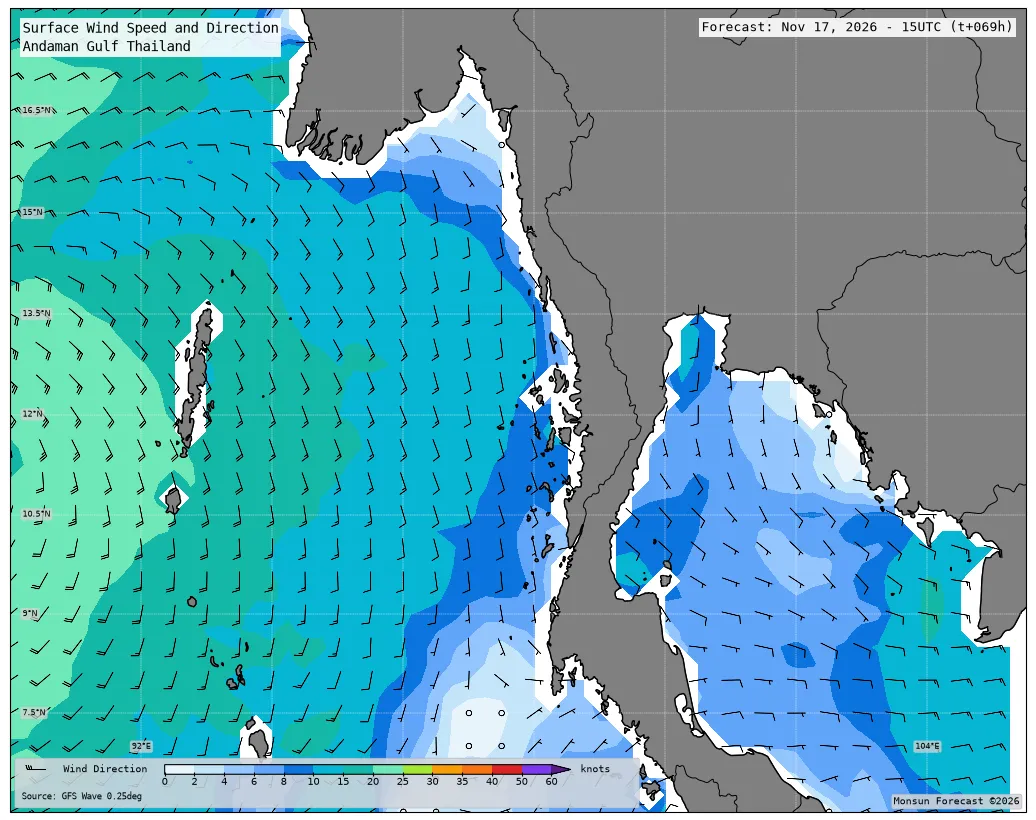 Surface Wind Speed and Direction
Andaman Gulf Thailand
Forecast: Nov 17, 2026 - 15UTC (t+069h)
16.5°N
15°N
13.5°N
12°N
10.5°N
9°N
7.5°N
92°E
104°E
Wind Direction
0 2 4 6 8 10 15 20 25 30 35 40 50 60
knots
Source: GFS Wave 0.25deg
Monsun Forecast ©2026